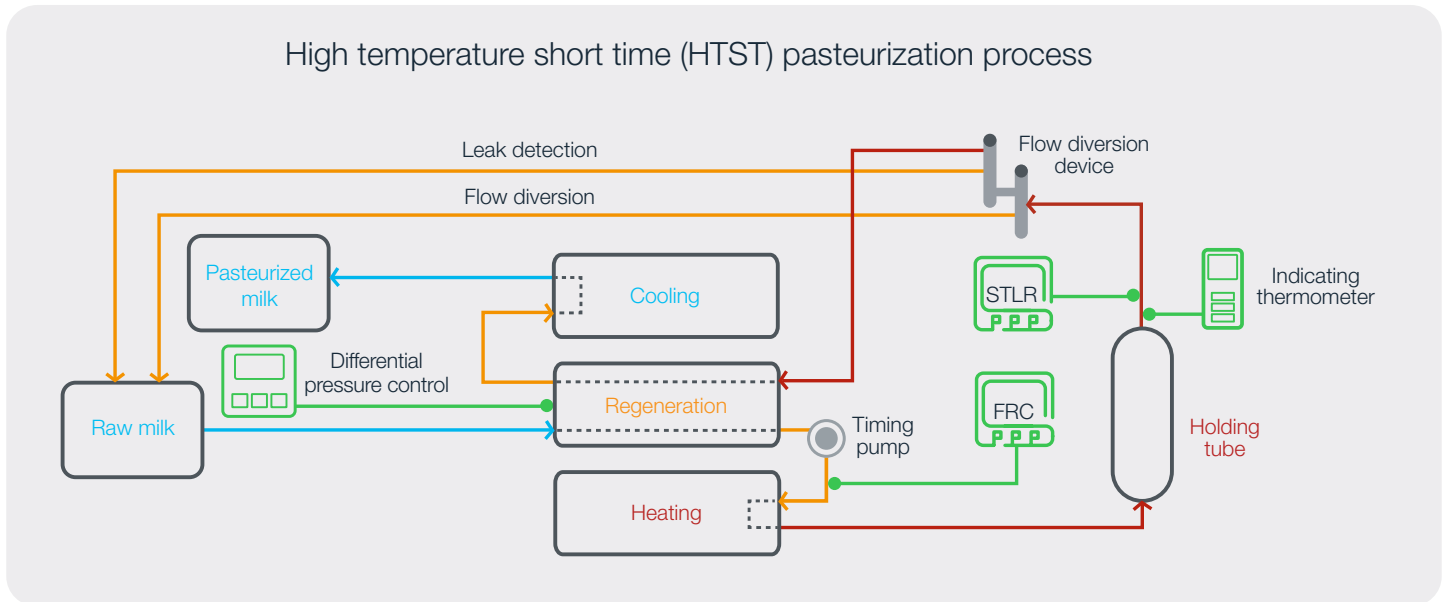 High temperature short time (HTST) pasteurization process
Leak detection
Flow diversion
device
Flow diversion
Pasteurized
milk
Cooling
STLR
Indicating
thermometer
Differential
pressure control
Raw milk
Regeneration
Timing
pump
FRC
Holding
tube
Heating